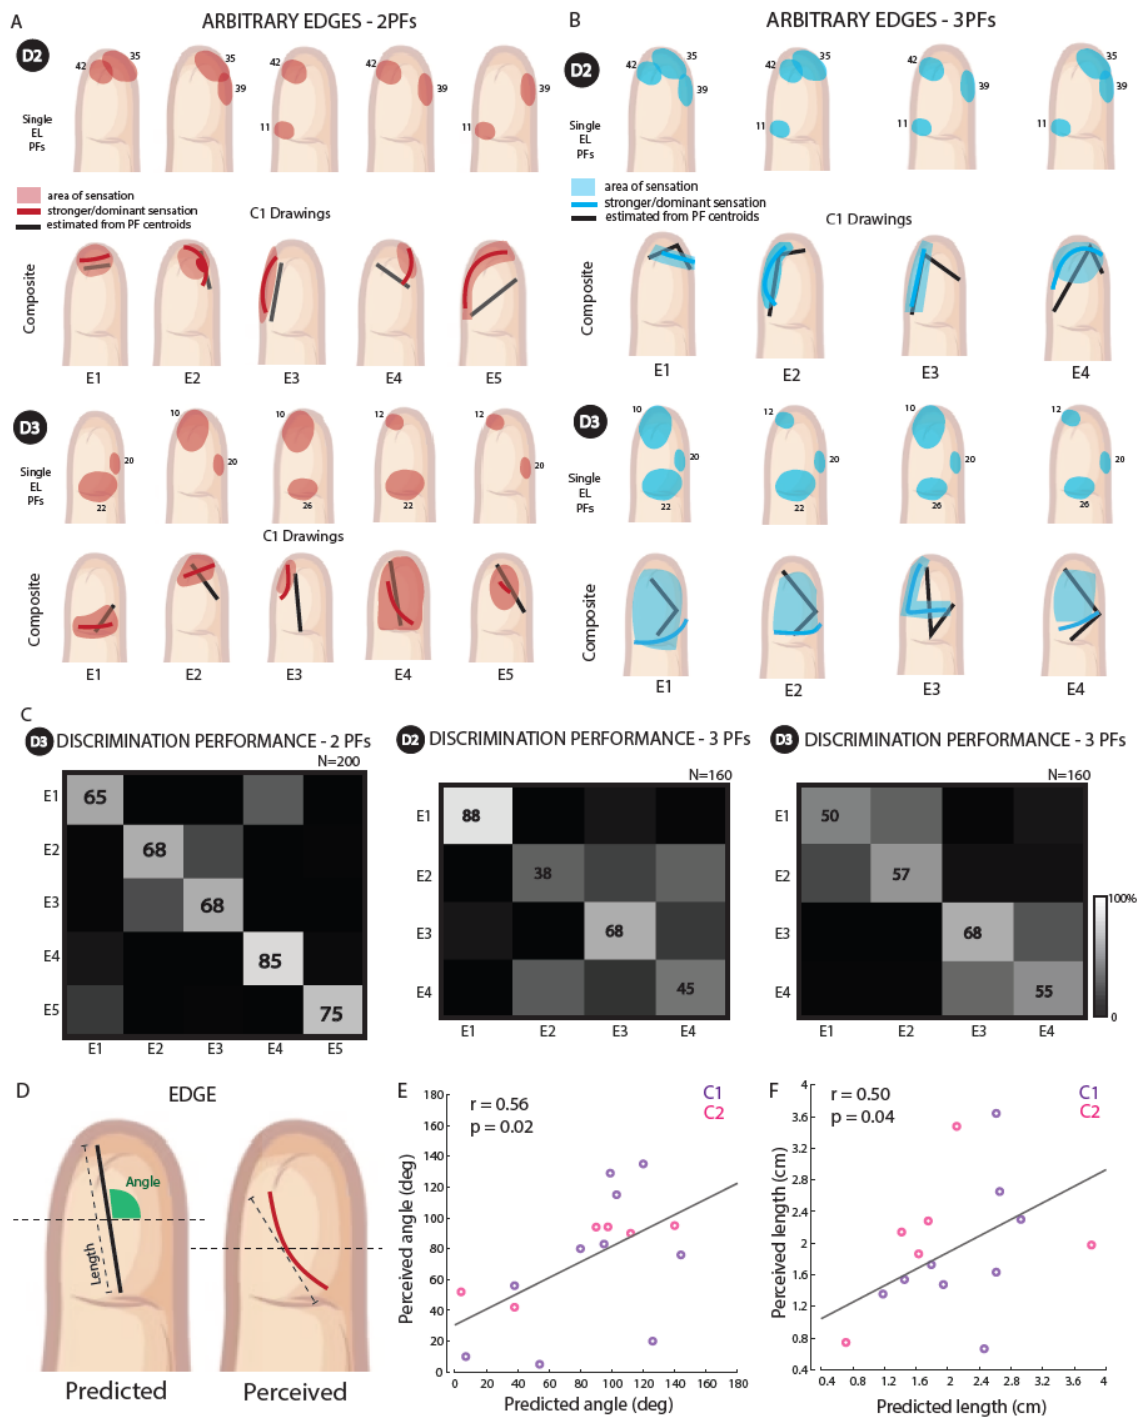 A
ARBITRARY EDGES - 2PFs
D2
42
35
35
39
42
11
42
39
11
39
Single
EL
PFs
area of sensation
stronger/dominant sensation
estimated from PF centroids
C1 Drawings
Composite
E1
E2
E3
E4
E5
D3
20
22
10
20
10
26
12
22
12
20
Single
EL
PFs
C1 Drawings
Composite
E1
E2
E3
E4
E5
B
ARBITRARY EDGES - 3PFs
D2
42
35
39
42
35
11
42
39
11
35
39
11
Single
EL
PFs
area of sensation
stronger/dominant sensation
estimated from PF centroids
C1 Drawings
Composite
E1
E2
E3
E4
D3
10
20
22
12
20
22
10
20
26
12
20
26
Single
EL
PFs
Composite
E1
E2
E3
E4
C
D3 DISCRIMINATION PERFORMANCE - 2 PFs
N=200
E1
65
E2
68
E3
68
E4
85
E5
75
E1 E2 E3 E4 E5
D2 DISCRIMINATION PERFORMANCE - 3 PFs
N=160
E1
88
E2
38
E3
68
E4
45
E1 E2 E3 E4
D3 DISCRIMINATION PERFORMANCE - 3 PFs
N=160
E1
50
E2
57
E3
68
E4
55
E1 E2 E3 E4
100%
0
D
EDGE
Angle
Length
Predicted
Perceived
E
r = 0.56
p = 0.02
C1
C2
Perceived angle (deg)
180
160
140
120
100
80
60
40
20
0
0 20 40 60 80 100 120 140 160 180
Predicted angle (deg)
F
r = 0.50
p = 0.04
C1
C2
Perceived length (cm)
4
3.6
3.2
2.8
2.4
2
1.6
1.2
0.8
0.4
0.4 0.8 1.2 1.6 2 2.4 2.8 3.2 3.6 4
Predicted length (cm)